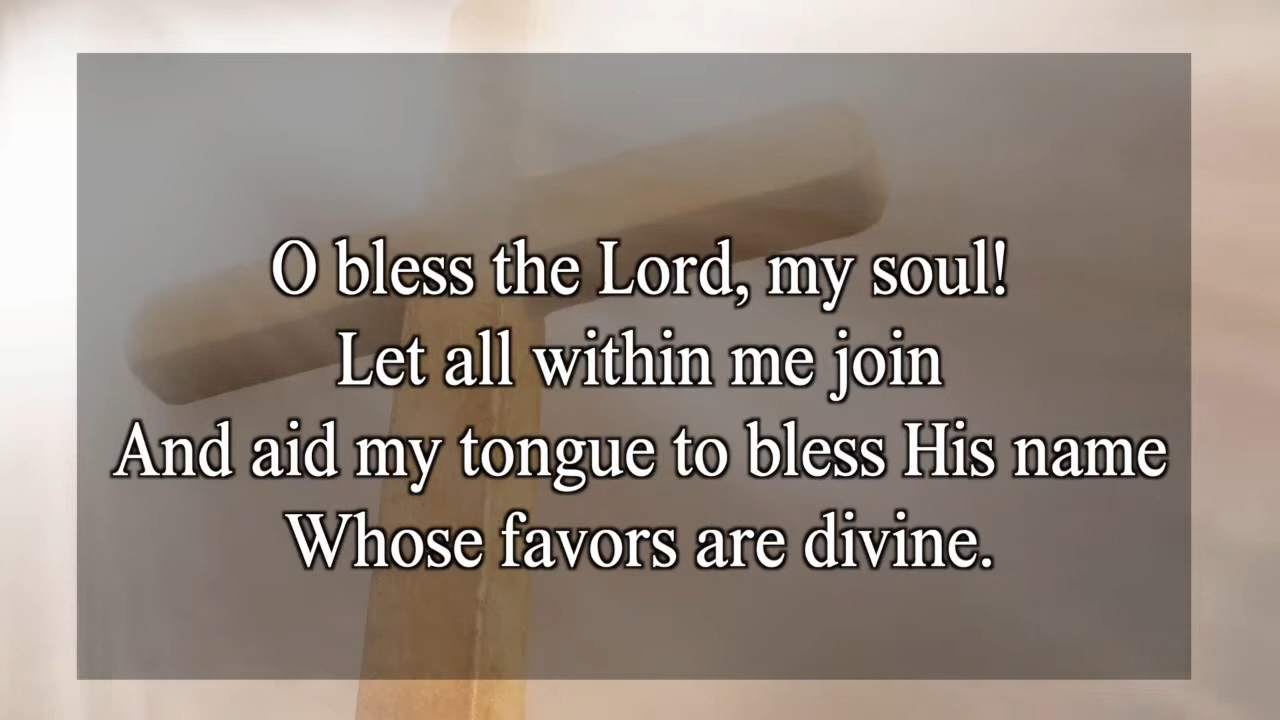 O bless the Lord, my soul!
Let all within me join
And aid my tongue to bless His name
Whose favors are divine.